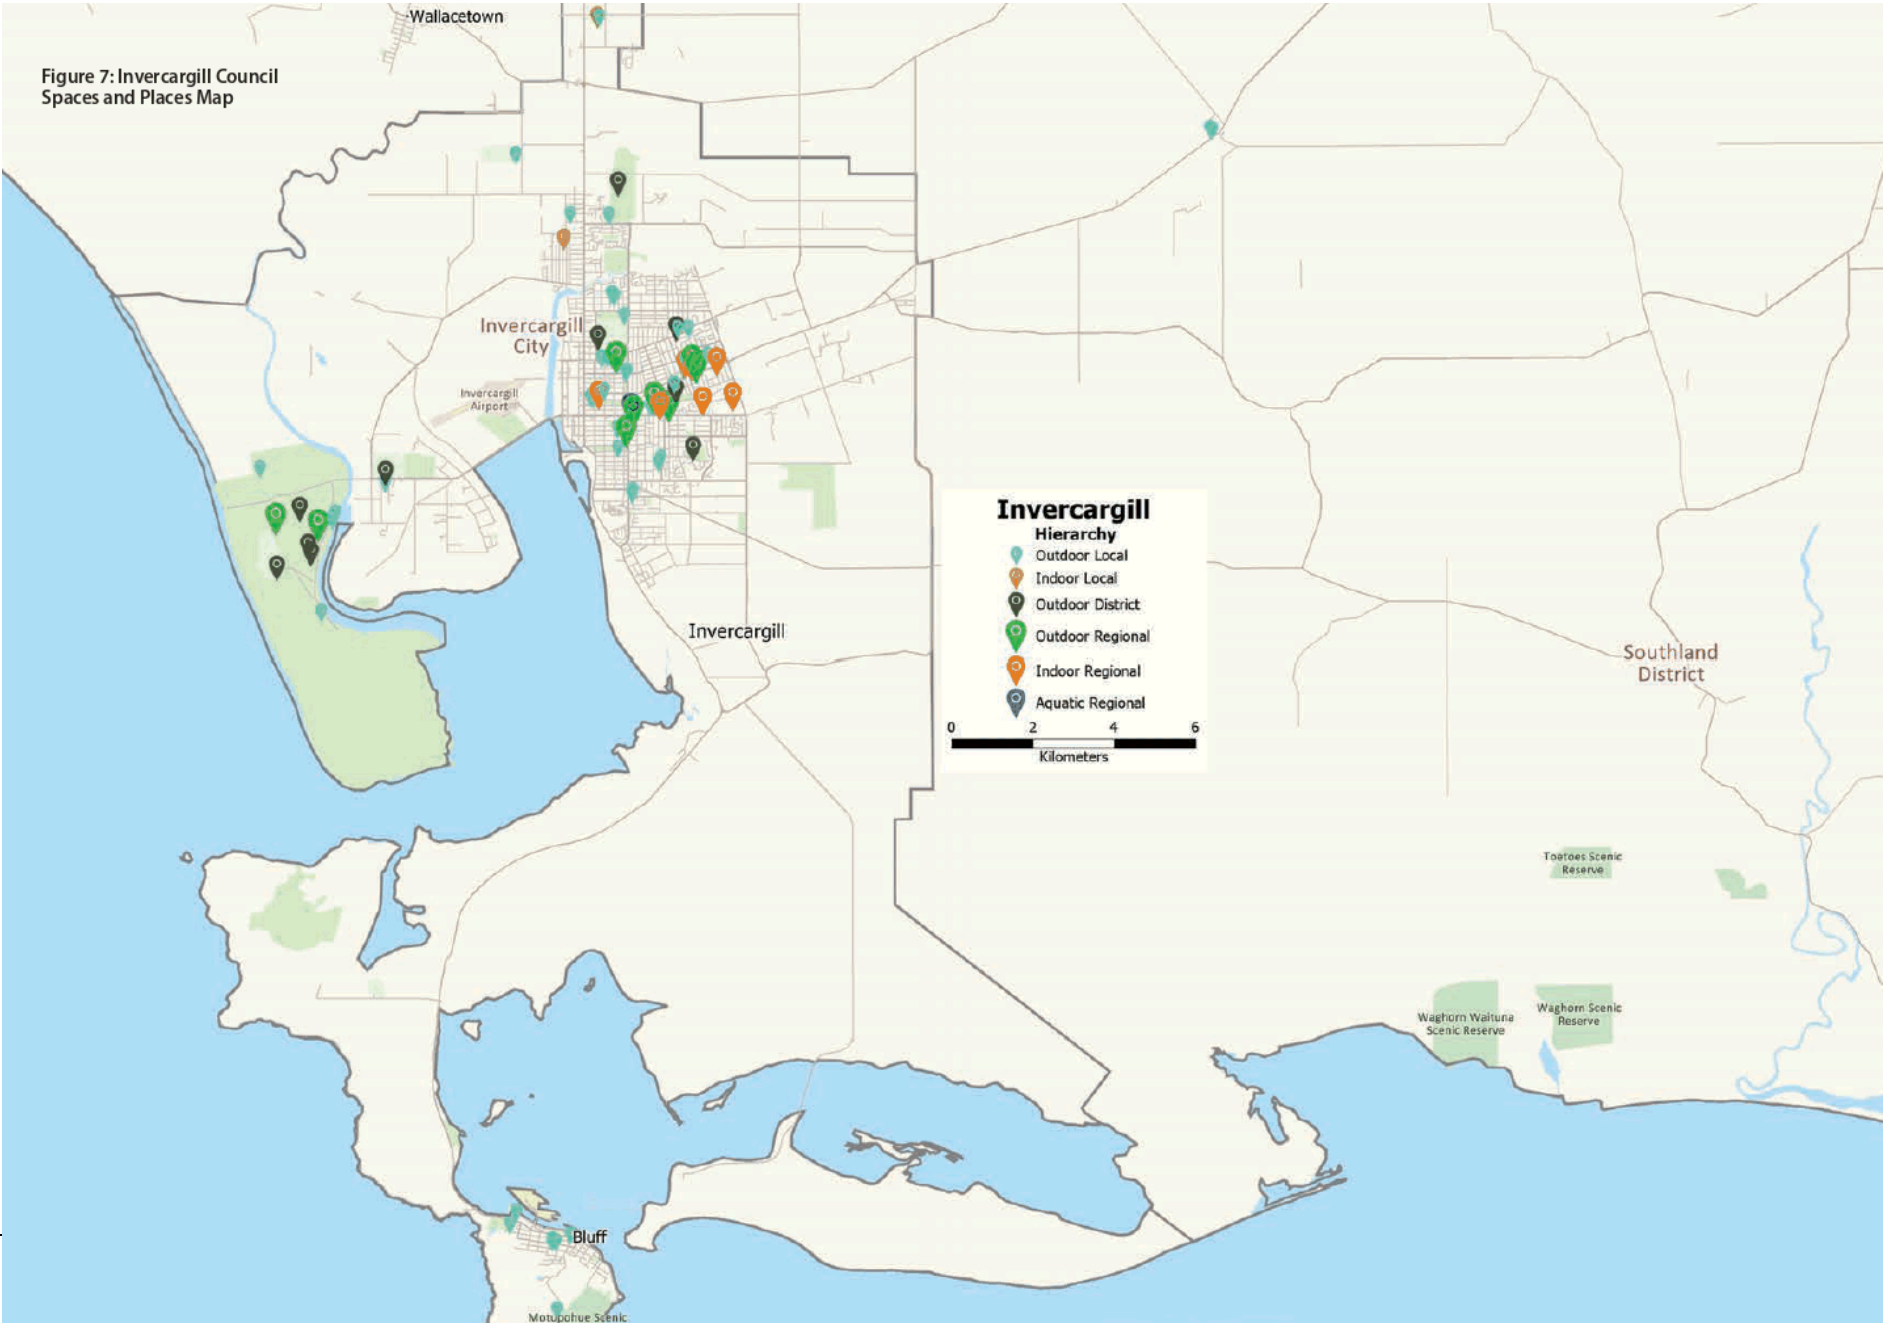 Wallacetown
Figure 7: Invercargill Council
Spaces and Places Map
Invercargill
City
Invercargill
Airport
Invercargill
Hierarchy
Outdoor Local
Indoor Local
Outdoor District
Outdoor Regional
Indoor Regional
Aquatic Regional
0 2 4 6
Kilometers
Invercargill
Southland
District
Toetoes Scenic
Reserve
Waghorn Waituna
Scenic Reserve
Waghorn Scenic
Reserve
Bluff
Motupohue Scenic